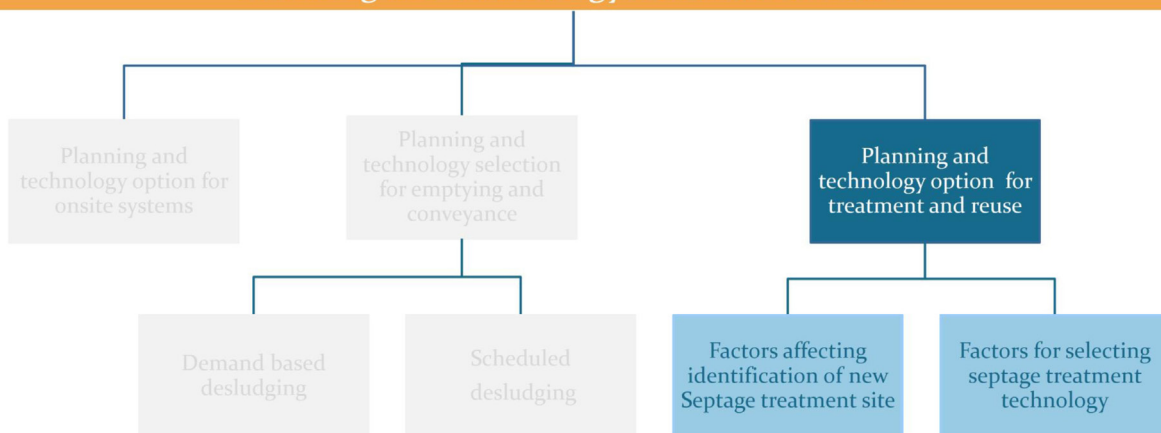 Planning and
technology option for
onsite systems
Planning and
technology selection
for emptying and
conveyance
Planning and
technology option for
treatment and reuse
Demand based
desludging
Scheduled
desludging
Factors affecting
identification of new
Septage treatment site
Factors for selecting
septage treatment
technology